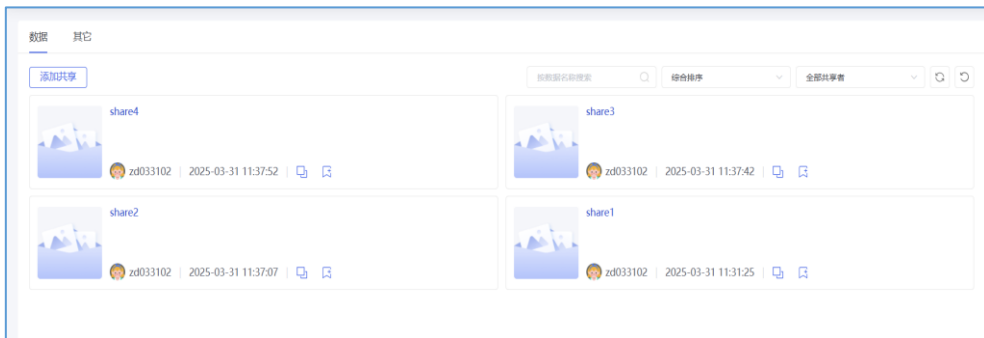 数据 其它
添加共享 按数据名称搜索 综合排序 全部共享者
share4 share3
zd033102 2025-03-31 11:37:52 zd033102 2025-03-31 11:37:42
share2 share1
zd033102 2025-03-31 11:37:07 zd033102 2025-03-31 11:31:25